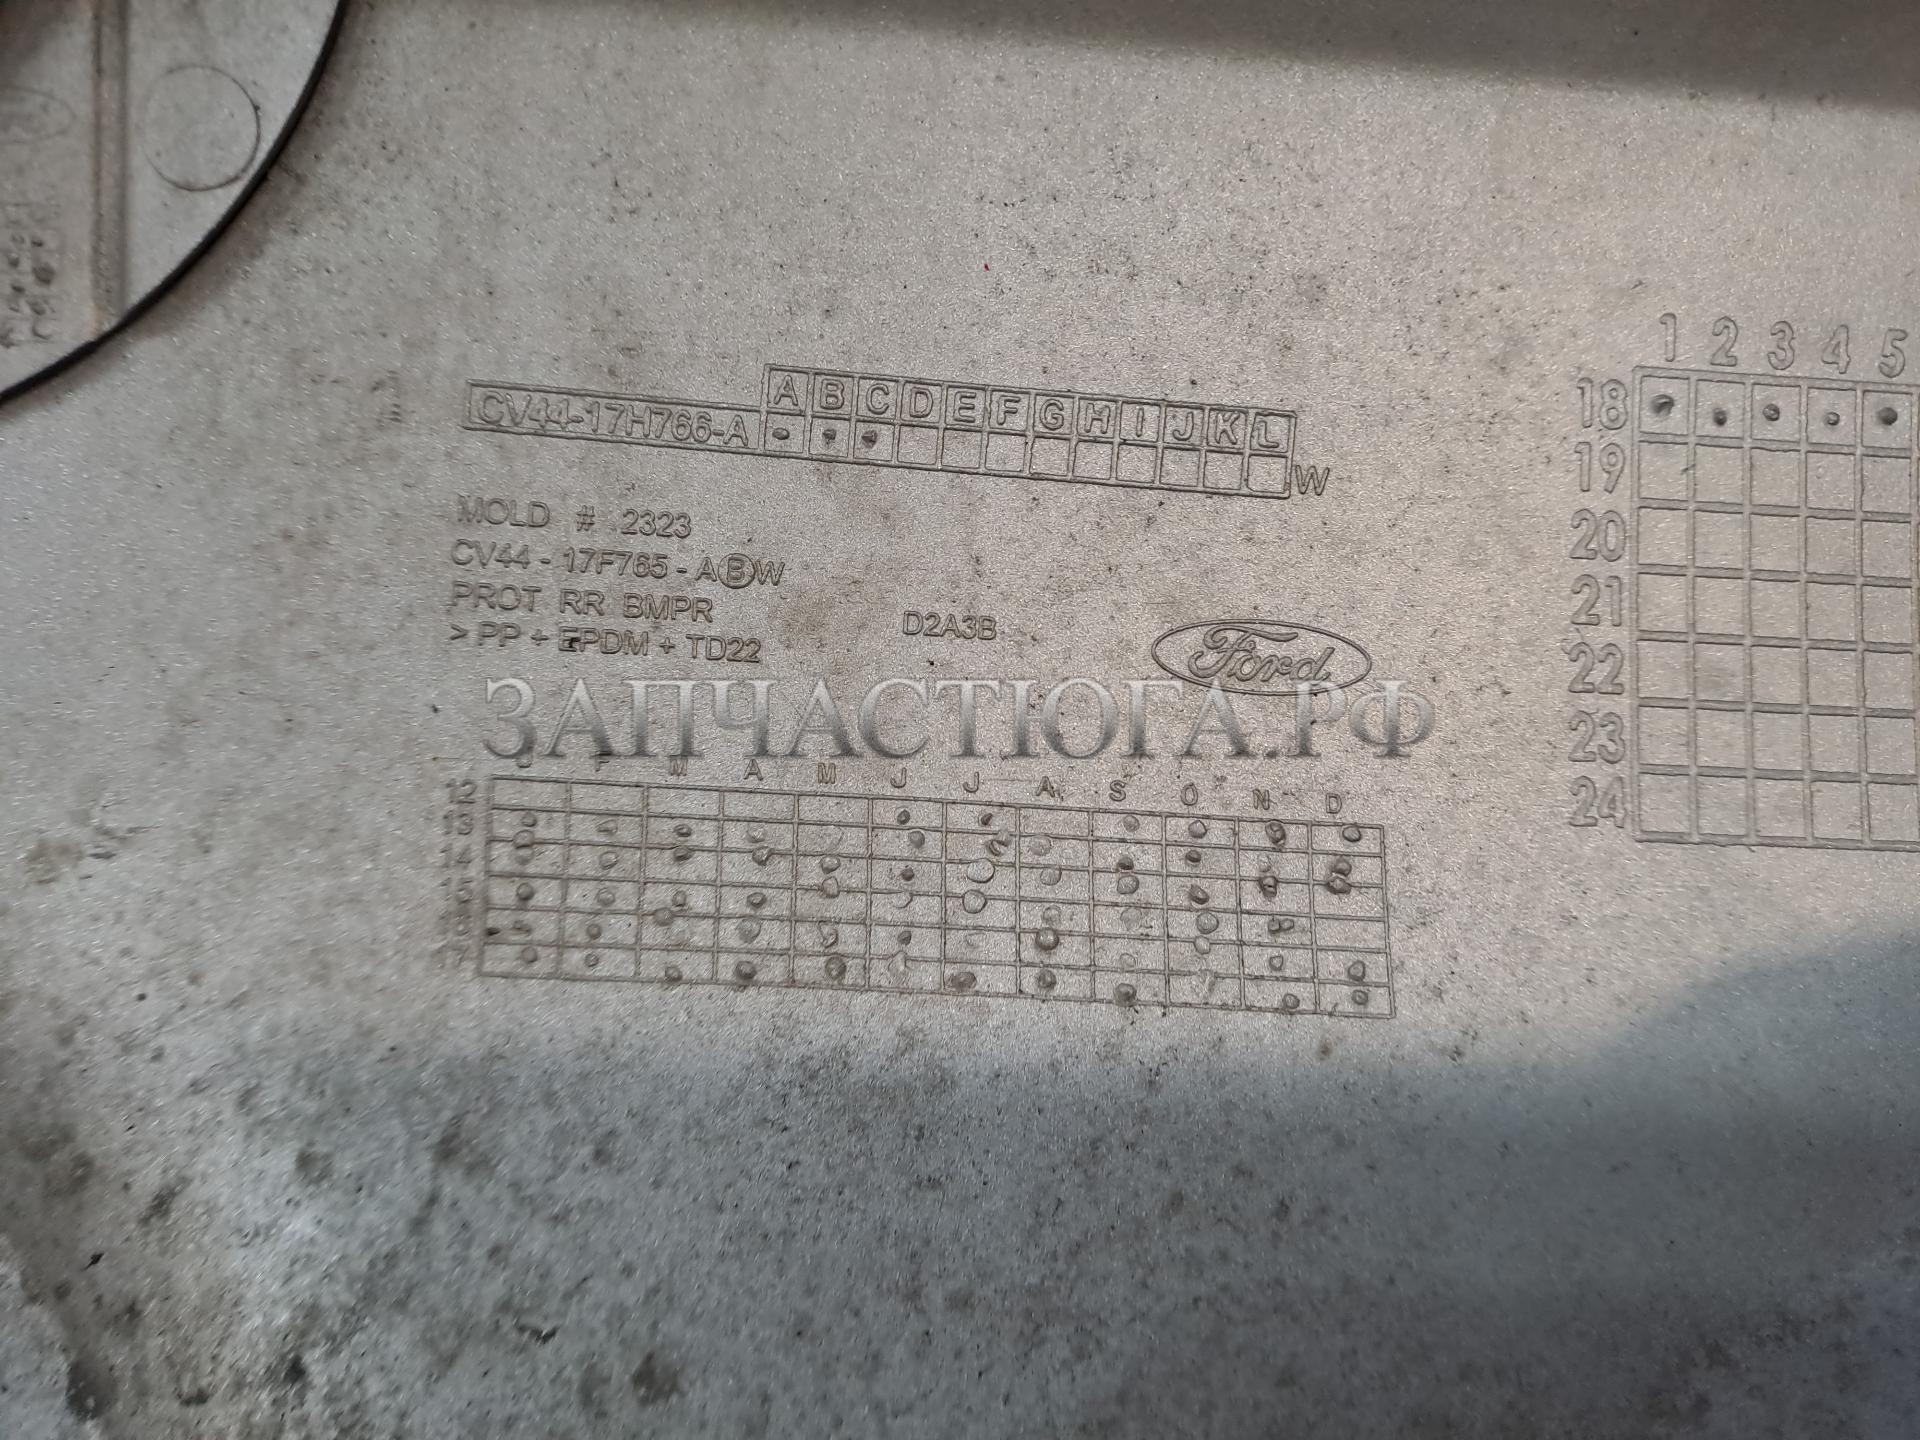 1 2 3 4 5
A B C D E F G H I J K L
CV44-17H766-A
W
MOLD # 2323
CV44 - 17F765 - ABW
PROT RR BMPR
> PP + EPDM + TD22
D2A3B
Ford
18
19
20
21
22
23
24
ЗАПЧАСТЮГА.РФ
J F M A M J J A S O N D
12
13
14
15
16
17